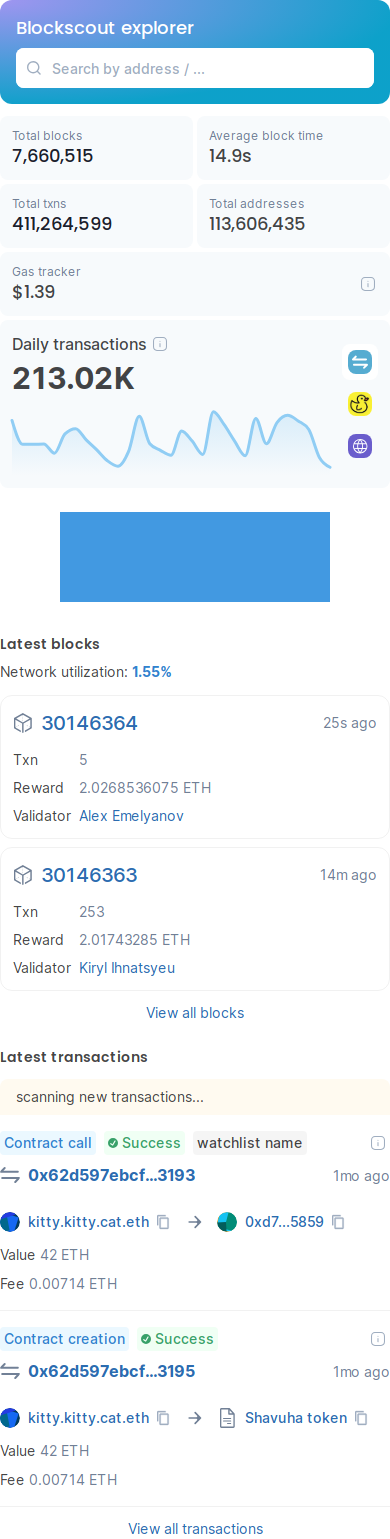 Blockscout explorer
Search by address / ...
Total blocks
7,660,515
Average block time
14.9s
Total txns
411,264,599
Total addresses
113,606,435
Gas tracker
$1.39
Daily transactions
213.02K
Latest blocks
Network utilization: 1.55%
30146364 25s ago
Txn 5
Reward 2.0268536075 ETH
Validator Alex Emelyanov
30146363 14m ago
Txn 253
Reward 2.01743285 ETH
Validator Kiryl Ihnatsyeu
View all blocks
Latest transactions
scanning new transactions...
Contract call Success watchlist name
0x62d597ebcf...3193 1mo ago
kitty.kitty.cat.eth 0xd7...5859
Value 42 ETH
Fee 0.00714 ETH
Contract creation Success
0x62d597ebcf...3195 1mo ago
kitty.kitty.cat.eth Shavuha token
Value 42 ETH
Fee 0.00714 ETH
View all transactions